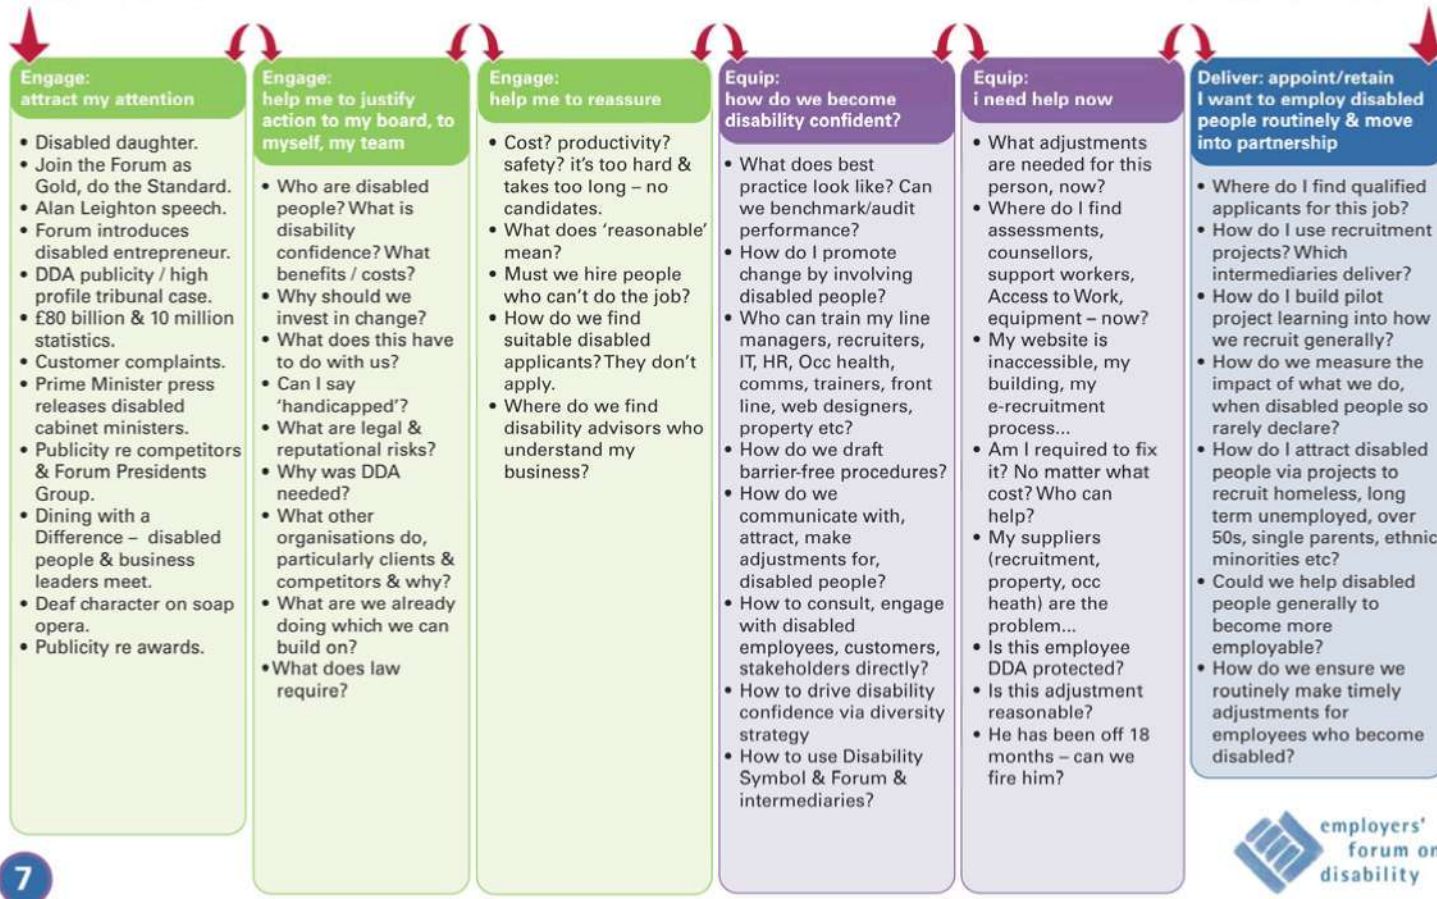 Engage:
attract my attention
• Disabled daughter.
• Join the Forum as
Gold, do the Standard.
• Alan Leighton speech.
• Forum introduces
disabled entrepreneur.
• DDA publicity / high
profile tribunal case.
• £80 billion & 10 million
statistics.
• Customer complaints.
• Prime Minister press
releases disabled
cabinet ministers.
• Publicity re competitors
& Forum Presidents
Group.
• Dining with a
Difference – disabled
people & business
leaders meet.
• Deaf character on soap
opera.
• Publicity re awards.
Engage:
help me to justify
action to my board, to
myself, my team
• Who are disabled
people? What is
disability
confidence? What
benefits / costs?
• Why should we
invest in change?
• What does this have
to do with us?
• Can I say
‘handicapped’?
• What are legal &
reputational risks?
• Why was DDA
needed?
• What other
organisations do,
particularly clients &
competitors & why?
• What are we already
doing which we can
build on?
• What does law
require?
Engage:
help me to reassure
• Cost? productivity?
safety? it’s too hard &
takes too long – no
candidates.
• What does ‘reasonable’
mean?
• Must we hire people
who can’t do the job?
• How do we find
suitable disabled
applicants? They don’t
apply.
• Where do we find
disability advisors who
understand my
business?
Equip:
how do we become
disability confident?
• What does best
practice look like? Can
we benchmark/audit
performance?
• How do I promote
change by involving
disabled people?
• Who can train my line
managers, recruiters,
IT, HR, Occ health,
comms, trainers, front
line, web designers,
property etc?
• How do we draft
barrier-free procedures?
• How do we
communicate with,
attract, make
adjustments for,
disabled people?
• How to consult, engage
with disabled
employees, customers,
stakeholders directly?
• How to drive disability
confidence via diversity
strategy
• How to use Disability
Symbol & Forum &
intermediaries?
Equip:
i need help now
• What adjustments
are needed for this
person, now?
• Where do I find
assessments,
counsellors,
support workers,
Access to Work,
equipment – now?
• My website is
inaccessible, my
building, my
e-recruitment
process...
• Am I required to fix
it? No matter what
cost? Who can
help?
• My suppliers
(recruitment,
property, occ
heath) are the
problem...
• Is this employee
DDA protected?
• Is this adjustment
reasonable?
• He has been off 18
months – can we
fire him?
Deliver: appoint/retain
I want to employ disabled
people routinely & move
into partnership
• Where do I find qualified
applicants for this job?
• How do I use recruitment
projects? Which
intermediaries deliver?
• How do I build pilot
project learning into how
we recruit generally?
• How do we measure the
impact of what we do,
when disabled people so
rarely declare?
• How do I attract disabled
people via projects to
recruit homeless, long
term unemployed, over
50s, single parents, ethnic
minorities etc?
• Could we help disabled
people generally to
become more
employable?
• How do we ensure we
routinely make timely
adjustments for
employees who become
disabled?
7
employers'
forum on
disability